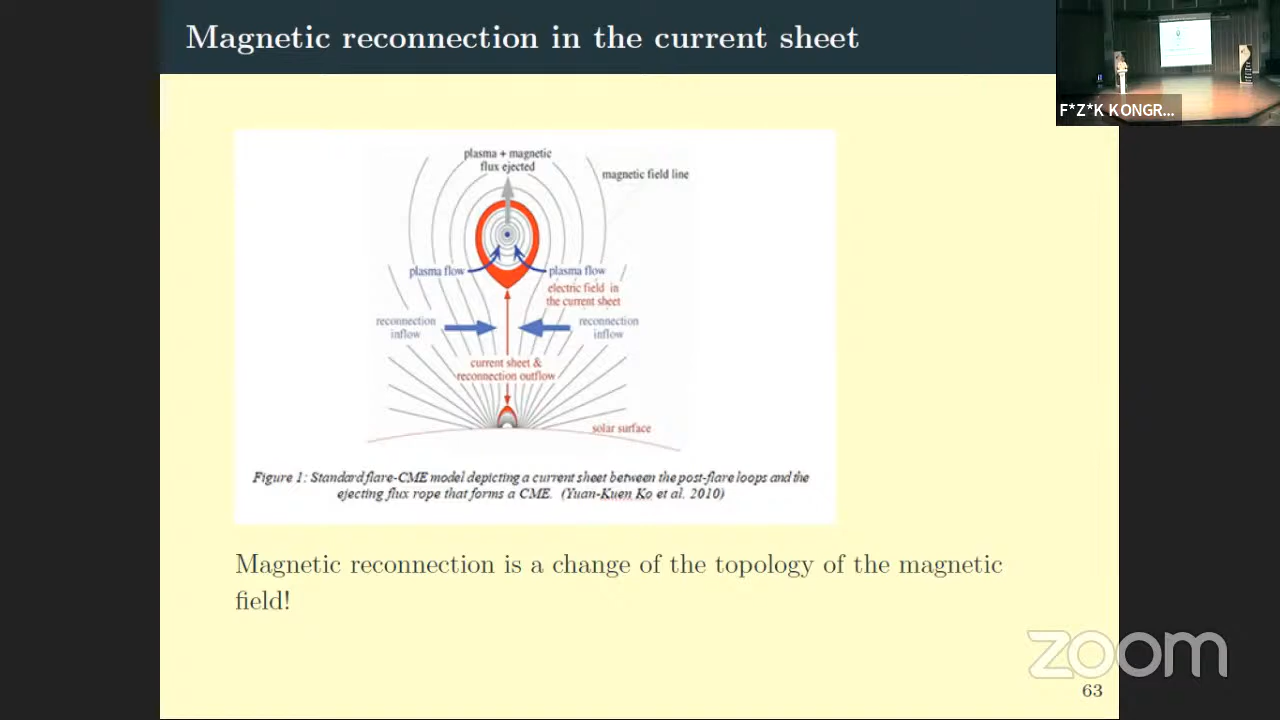 Magnetic reconnection in the current sheet
F*Z*K KONGR...
plasma + magnetic
flux ejected
magnetic field line
plasma flow
plasma flow
electric field in
the current sheet
reconnection
inflow
reconnection
inflow
current sheet &
reconnection outflow
solar surface
Figure 1: Standard flare-CME model depicting a current sheet between the post-flare loops and the
ejecting flux rope that forms a CME. (Yuan-Kuen Ko et al. 2010)
Magnetic reconnection is a change of the topology of the magnetic
field!
zoom
63